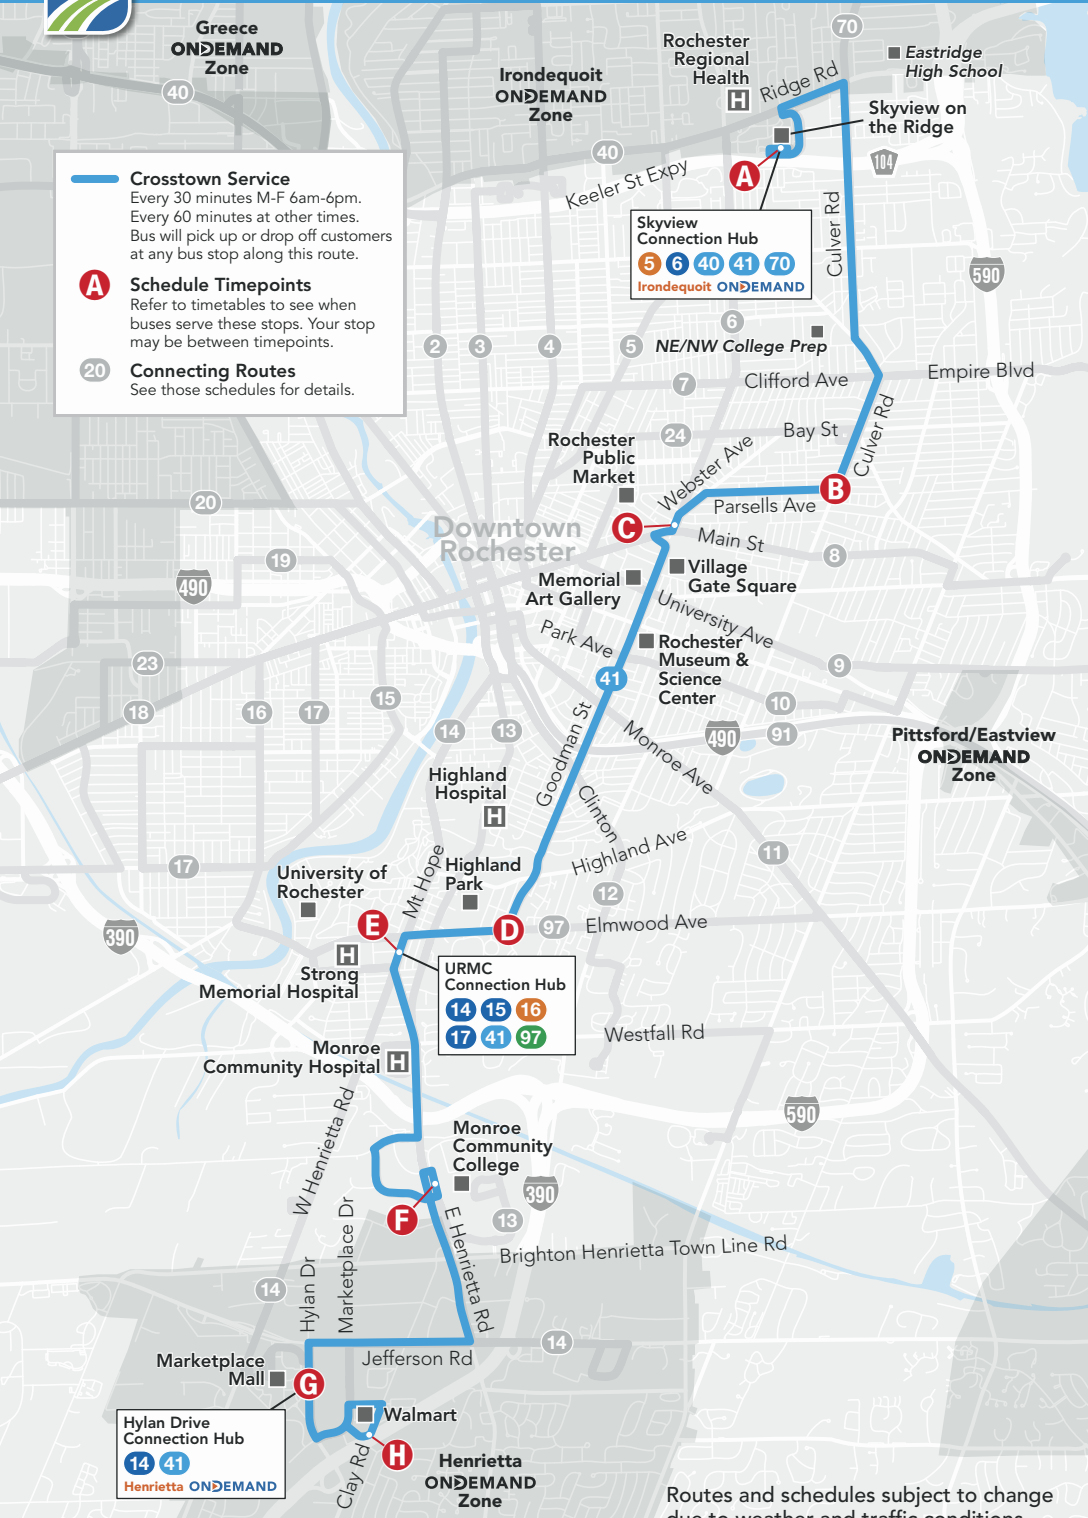 Greece
ONDEMAND
Zone
40
Irondequoit
ONDEMAND
Zone
Rochester
Regional
Health
H
Ridge Rd
70
Eastridge
High School
Skyview on
the Ridge
104
40
Keeler St Expy
A
Culver Rd
590
Crosstown Service
Every 30 minutes M-F 6am-6pm.
Every 60 minutes at other times.
Bus will pick up or drop off customers
at any bus stop along this route.
A
Schedule Timepoints
Refer to timetables to see when
buses serve these stops. Your stop
may be between timepoints.
20
Connecting Routes
See those schedules for details.
Skyview
Connection Hub
5 6 40 41 70
Irondequoit ONDEMAND
2
3
4
5
6
NE/NW College Prep
7
Clifford Ave
Empire Blvd
24
Bay St
Culver Rd
Rochester
Public
Market
Webster Ave
B
Parsells Ave
C
Main St
8
20
Downtown
Rochester
19
490
Memorial
Art Gallery
Village
Gate Square
University Ave
Park Ave
Rochester
Museum &
Science
Center
9
23
41
18
16
17
15
14
13
10
490
91
Goodman St
Monroe Ave
Pittsford/Eastview
ONDEMAND
Zone
Highland
Hospital
H
Clinton
Highland Ave
11
17
University of
Rochester
Mt Hope
Highland
Park
12
E
D
97
Elmwood Ave
390
H
Strong
Memorial Hospital
URMC
Connection Hub
14 15 16
17 41 97
Westfall Rd
Monroe
Community Hospital
H
590
W Henrietta Rd
Monroe
Community
College
390
F
13
E Henrietta Rd
Brighton Henrietta Town Line Rd
14
Hylan Dr
Marketplace Dr
14
Jefferson Rd
Marketplace
Mall
G
Walmart
Hylan Drive
Connection Hub
14 41
Henrietta ONDEMAND
Clay Rd
H
Henrietta
ONDEMAND
Zone
Routes and schedules subject to change
due to weather and traffic conditions